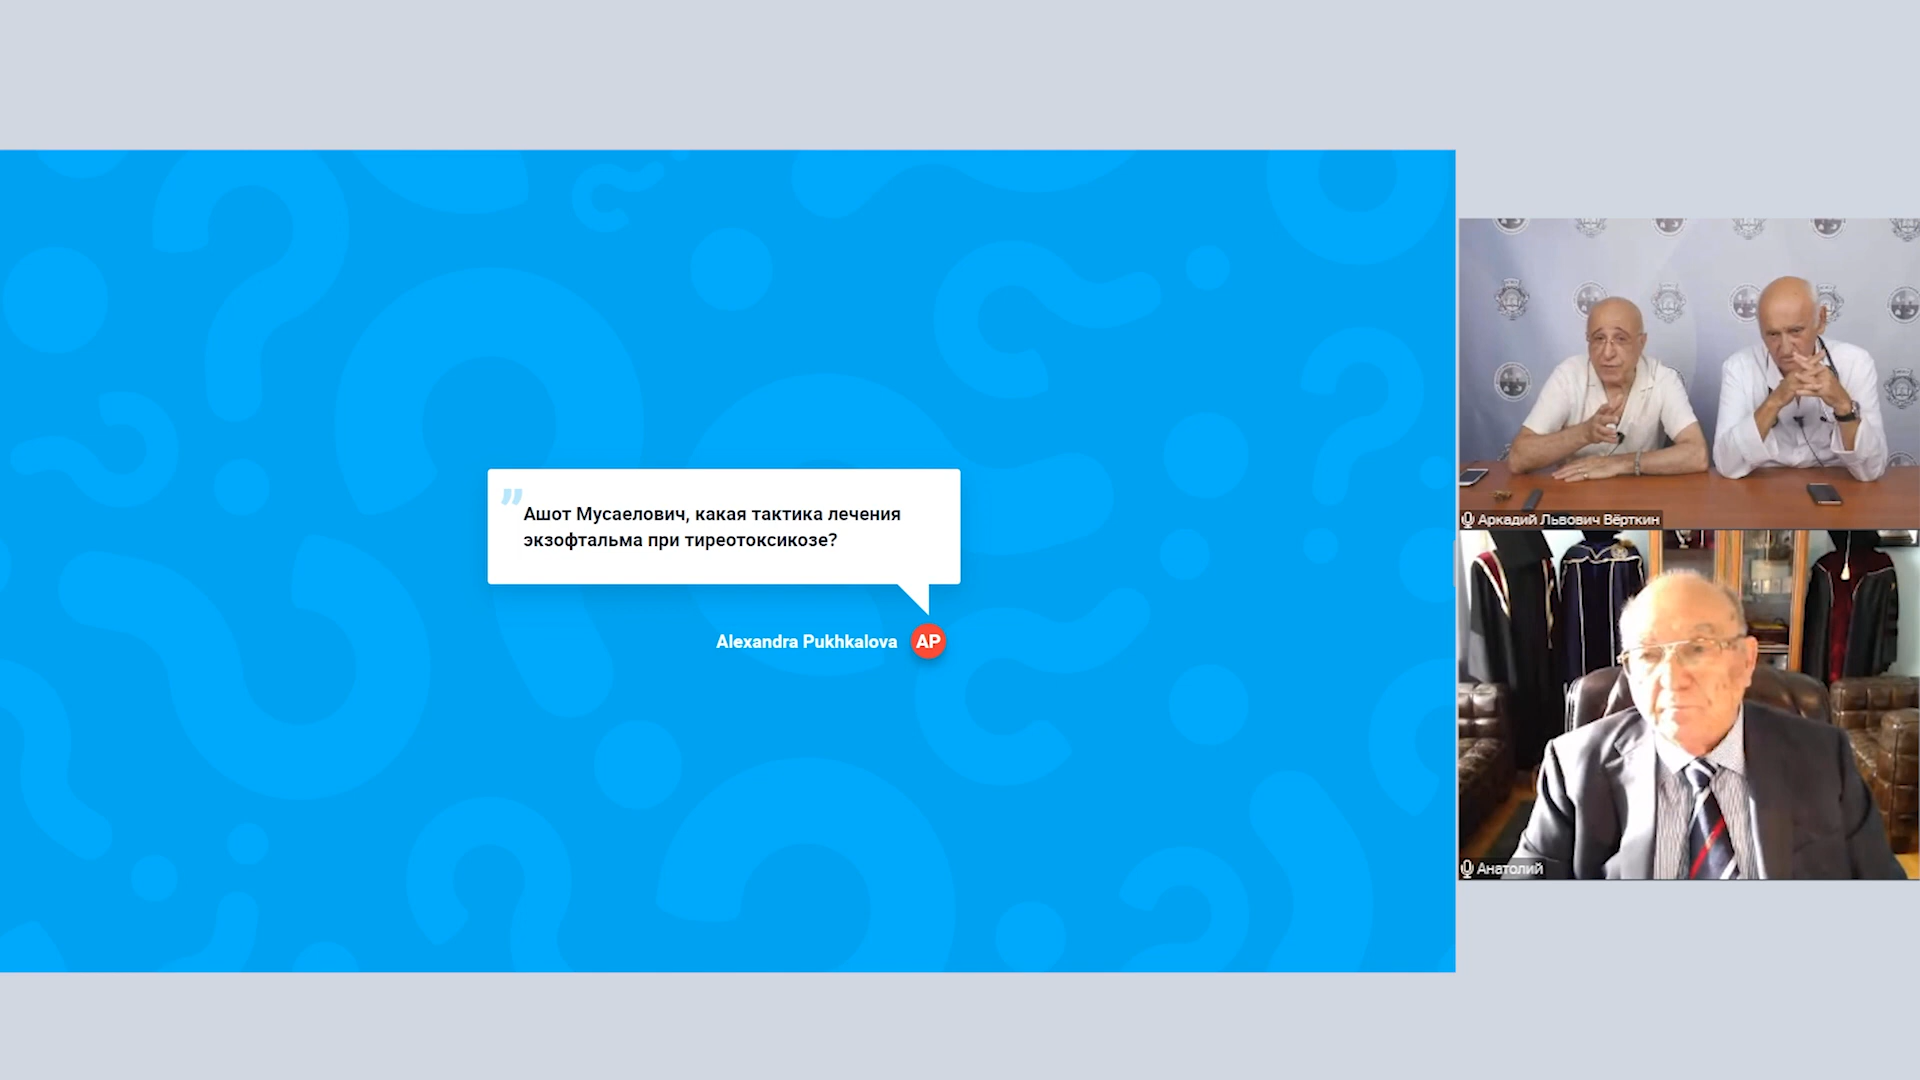 Ашот Мусаелович, какая тактика лечения
экзофтальма при тиреотоксикозе?
Alexandra Pukhkalova
AP
Аркадий Львович Вёрткин
Анатолий